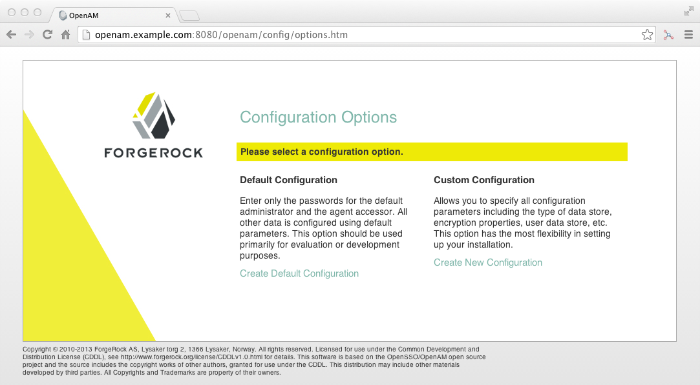 OpenAM
openam.example.com:8080/openam/config/options.htm
FORGEROCK
Configuration Options
Please select a configuration option.
Default Configuration
Enter only the passwords for the default
administrator and the agent accessor. All
other data is configured using default
parameters. This option should be used
primarily for evaluation or development
purposes.
Create Default Configuration
Custom Configuration
Allows you to specify all configuration
parameters including the type of data store,
encryption properties, user data store, etc.
This option has the most flexibility in setting
up your installation.
Create New Configuration
Copyright © 2010-2013 ForgeRock AS, Lysaker torg 2, 1366 Lysaker, Norway. All rights reserved. Licensed for use under the Common Development and
Distribution License (CDDL), see http://www.forgerock.org/license/CDDLv1.0.html for details. This software is based on the OpenSSO/OpenAM open source
project and the source includes the copyright works of other authors, granted for use under the CDDL. This distribution may include other materials
developed by third parties. All Copyrights and Trademarks are property of their owners.